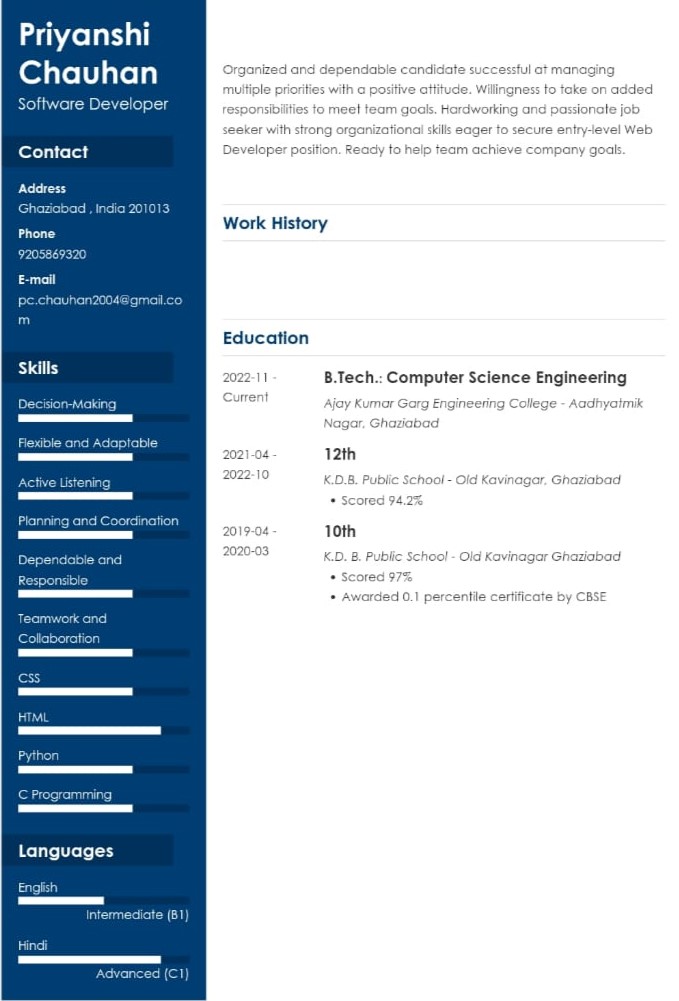 Priyanshi
Chauhan
Software Developer
Contact
Address
Ghaziabad , India 201013
Phone
9205869320
E-mail
pc.chauhan2004@gmail.co
m
Skills
Decision-Making
Flexible and Adaptable
Active Listening
Planning and Coordination
Dependable and
Responsible
Teamwork and
Collaboration
CSS
HTML
Python
C Programming
Languages
English
Intermediate (B1)
Hindi
Advanced (C1)
Organized and dependable candidate successful at managing
multiple priorities with a positive attitude. Willingness to take on added
responsibilities to meet team goals. Hardworking and passionate job
seeker with strong organizational skills eager to secure entry-level Web
Developer position. Ready to help team achieve company goals.
Work History
Education
2022-11 -
Current
B.Tech.: Computer Science Engineering
Ajay Kumar Garg Engineering College - Aadhyatmik
Nagar, Ghaziabad
2021-04 -
2022-10
12th
K.D.B. Public School - Old Kavinagar, Ghaziabad
• Scored 94.2%
2019-04 -
2020-03
10th
K.D. B. Public School - Old Kavinagar Ghaziabad
• Scored 97%
• Awarded 0.1 percentile certificate by CBSE